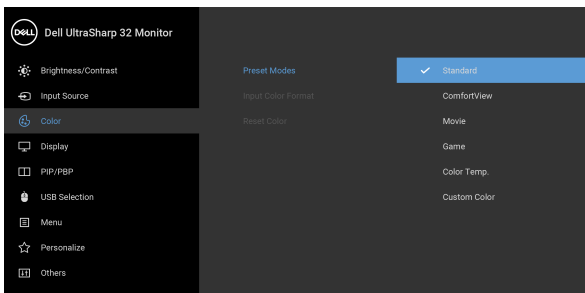 DELL Dell UltraSharp 32 Monitor
Brightness/Contrast
Input Source
Color
Display
PIP/PBP
USB Selection
Menu
Personalize
Others
Preset Modes
Input Color Format
Reset Color
Standard
ComfortView
Movie
Game
Color Temp.
Custom Color